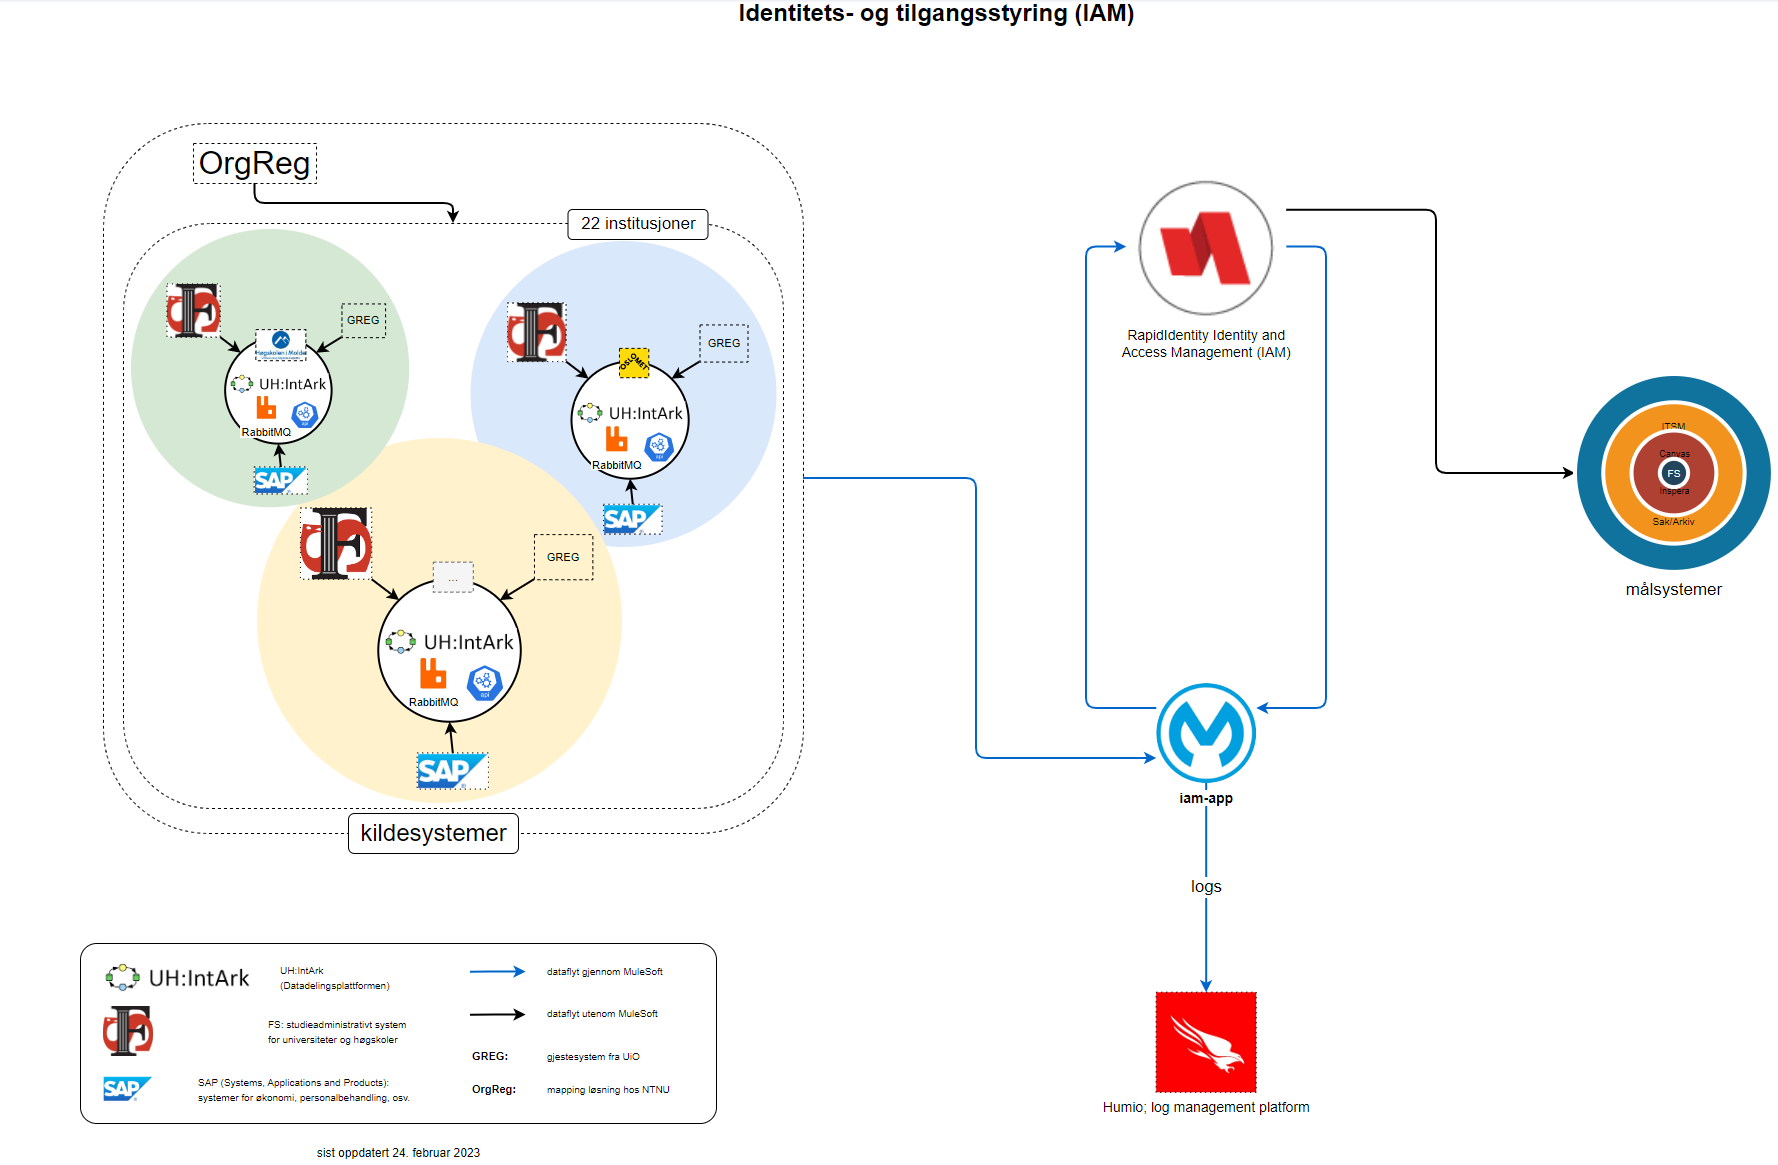 Identitets- og tilgangsstyring (IAM)
OrgReg
22 institusjoner
GREG
Høgskolen i Molde
UH:IntArk
RabbitMQ
api
SAP
GREG
OSLOMET
UH:IntArk
RabbitMQ
api
SAP
GREG
...
UH:IntArk
RabbitMQ
api
SAP
kildesystemer
RapidIdentity Identity and
Access Management (IAM)
ITSM
Canvas
FS
Inspera
Sak/Arkiv
målsystemer
iam-app
logs
Humio; log management platform
UH:IntArk
UH:IntArk
(Datadelingsplattformen)
FS: studieadministrativt system
for universiteter og høgskoler
SAP
SAP (Systems, Applications and Products):
systemer for økonomi, personalbehandling, osv.
dataflyt gjennom MuleSoft
dataflyt utenom MuleSoft
GREG:
gjestesystem fra UiO
OrgReg:
mapping løsning hos NTNU
sist oppdatert 24. februar 2023